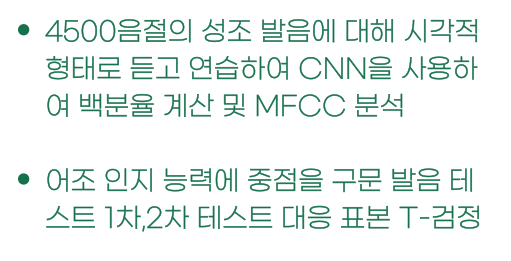 • 4500음절의 성조 발음에 대해 시각적
형태로 듣고 연습하여 CNN을 사용하
여 백분율 계산 및 MFCC 분석
• 어조 인지 능력에 중점을 구문 발음 테
스트 1차,2차 테스트 대응 표본 T-검정